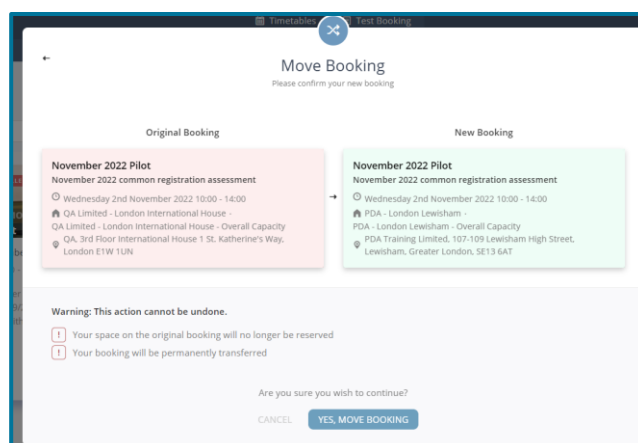 Timetables Test Booking
Move Booking
Please confirm your new booking
Original Booking
November 2022 Pilot
November 2022 common registration assessment
Wednesday 2nd November 2022 10:00 - 14:00
QA Limited - London International House -
QA Limited - London International House - Overall Capacity
QA, 3rd Floor International House 1 St. Katherine's Way,
London E1W 1UN
New Booking
November 2022 Pilot
November 2022 common registration assessment
Wednesday 2nd November 2022 10:00 - 14:00
PDA - London Lewisham -
PDA - London Lewisham - Overall Capacity
PDA Training Limited, 107-109 Lewisham High Street,
Lewisham, Greater London, SE13 6AT
Warning: This action cannot be undone.
! Your space on the original booking will no longer be reserved
! Your booking will be permanently transferred
Are you sure you wish to continue?
CANCEL YES, MOVE BOOKING